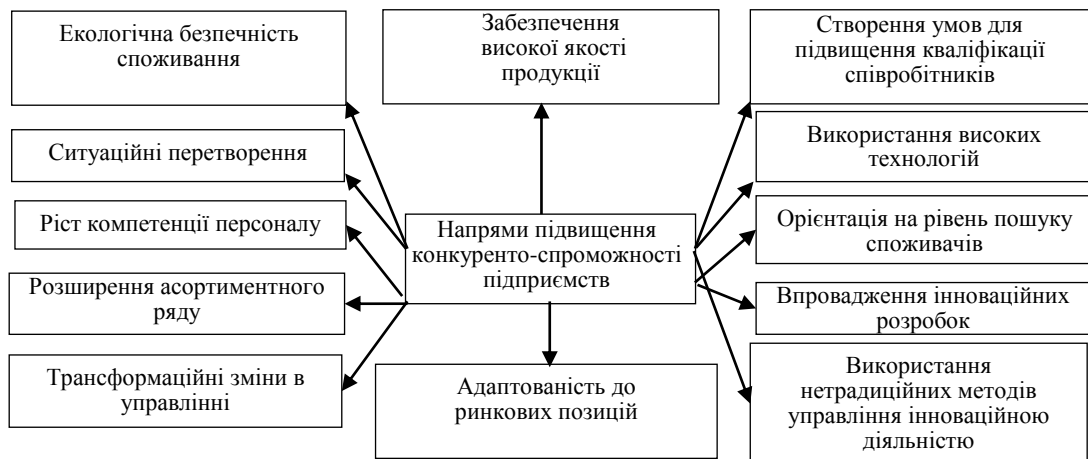 Екологічна безпечність
споживання
Забезпечення
високої якості
продукції
Створення умов для
підвищення кваліфікації
співробітників
Ситуаційні перетворення
Використання високих
технологій
Ріст компетенції персоналу
Напрями підвищення
конкуренто-спроможності
підприємств
Орієнтація на рівень пошуку
споживачів
Розширення асортиментного
ряду
Впровадження інноваційних
розробок
Трансформаційні зміни в
управлінні
Адаптованість до
ринкових позицій
Використання
нетрадиційних методів
управління інноваційною
діяльністю